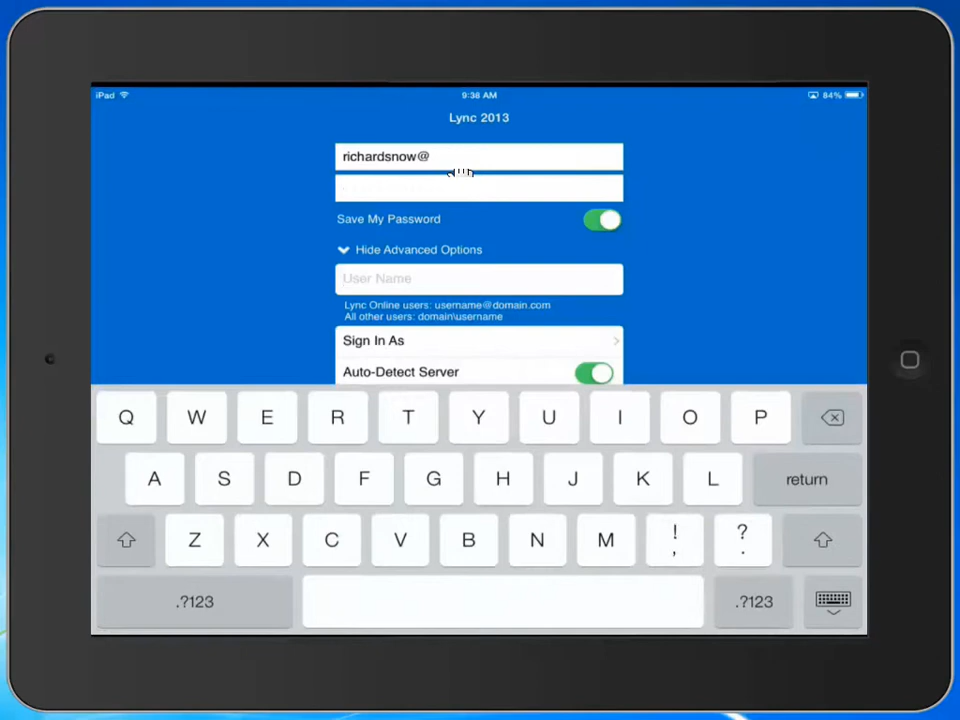 iPad 9:38 AM 84%
Lync 2013
richardsnow@
Save My Password
Hide Advanced Options
User Name
Lync Online users: username@domain.com
All other users: domain\username
Sign In As
Auto-Detect Server
Q W E R T Y U I O P
A S D F G H J K L return
Z X C V B N M ! , ? .
.?123 .?123